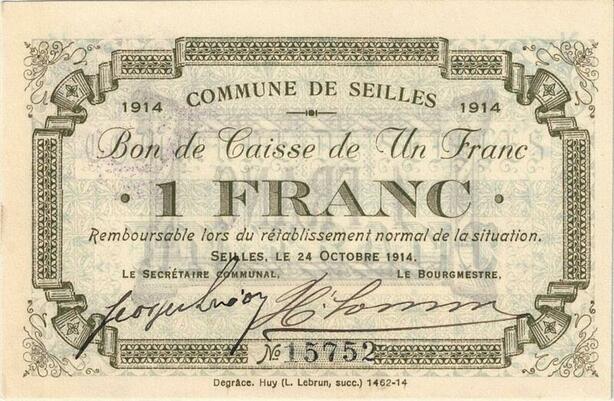 COMMUNE DE SEILLES
1914 1914
Bon de Caisse de Un Franc
· 1 FRANC ·
Remboursable lors du rétablissement normal de la situation.
SEILLES, LE 24 OCTOBRE 1914.
LE SECRÉTAIRE COMMUNAL, LE BOURGMESTRE,
No 15752
Degrâce. Huy (L. Lebrun, succ.) 1462-14